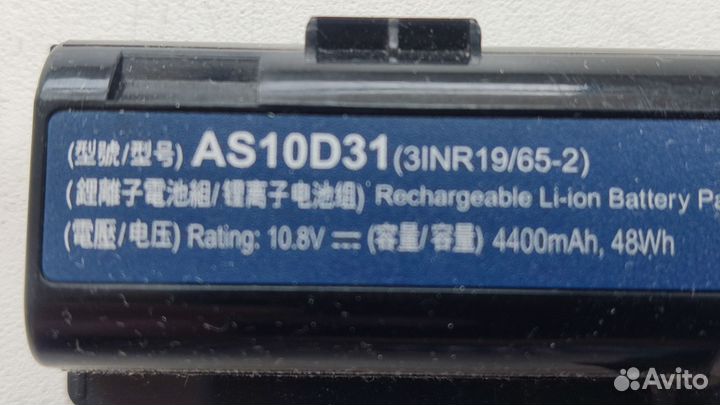 (型號/型号) AS10D31 (3INR19/65-2)
(鋰離子電池組/锂离子电池组) Rechargeable Li-ion Battery Pa
(電壓/电压) Rating: 10.8V ⎓ (容量/容量) 4400mAh, 48Wh
Avito